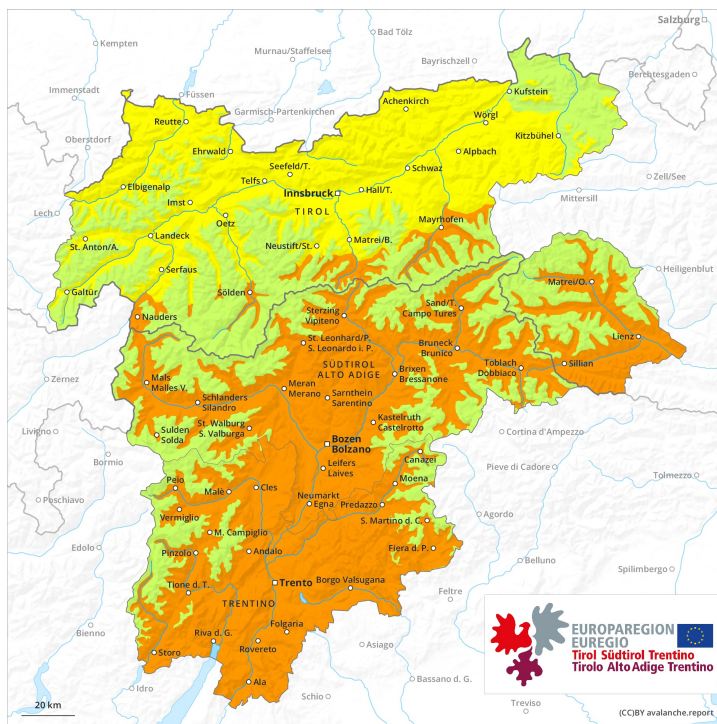 Salzburg
Kempten
Bad Tölz
Murnau/Staffelsee
Bayrischzell
Berchtesgaden
Immenstadt
Füssen
Garmisch-Partenkirchen
Achenkirch
Kufstein
Reutte
Wörgl
Oberstdorf
Ehrwald
Kitzbühel
Seefeld/T.
Alpbach
Telfs
Schwaz
Elbigenalp
Innsbruck
Hall/T.
Zell/See
Imst
TIROL
Mittersill
Lech
Oetz
Mayrhofen
Landeck
Neustift/St.
Matrei/B.
St. Anton/A.
Serfaus
Heiligenblut
Galtür
Sölden
Matrei/O.
Nauders
Sterzing
Vipiteno
Sand/T.
Campo Tures
Lienz
St. Leonhard/P.
S. Leonardo i. P.
Bruneck
Brunico
Toblach
Dobbiaco
Sillian
SÜDTIROL
ALTO ADIGE
Brixen
Bressanone
Mals
Malles V.
Meran
Merano
Zernez
Sarnthein
Sarentino
Schlanders
Silandro
St. Walburg
S. Valburga
Kastelruth
Castelrotto
Livigno
Sulden
Solda
Cortina d'Ampezzo
Bozen
Bolzano
Bormio
Canazei
Leifers
Laives
Pieve di Cadore
Tolmezzo
Poschiavo
Peio
Malè
Cles
Moena
Neumarkt
Egna
Predazzo
Vermiglio
Agordo
S. Martino d. C.
M. Campiglio
Edolo
Pinzolo
Andalo
Fiera d. P.
Belluno
Spilimbergo
Trento
Borgo Valsugana
Tione d. T.
Feltre
TRENTINO
Folgaria
Bienno
Riva d. G.
Rovereto
Asiago
Storo
Bassano d. G.
Idro
Ala
Schio
Treviso
EUROPAREGION
EUREGIO
Tirol Südtirol Trentino
Tirolo Alto Adige Trentino
20 km
(CC)BY avalanche.report